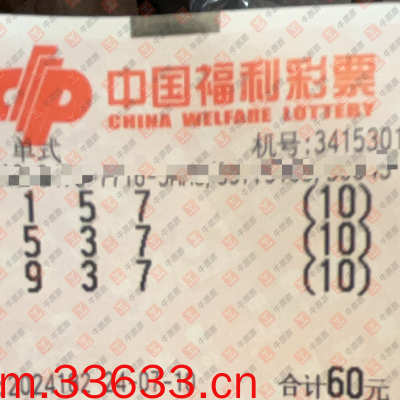 中国福利彩票
CHINA WELFARE LOTTERY
单式 机号:3415301
1 5 7 (10)
5 3 7 (10)
9 3 7 (10)
合计60元
m.33633.cn